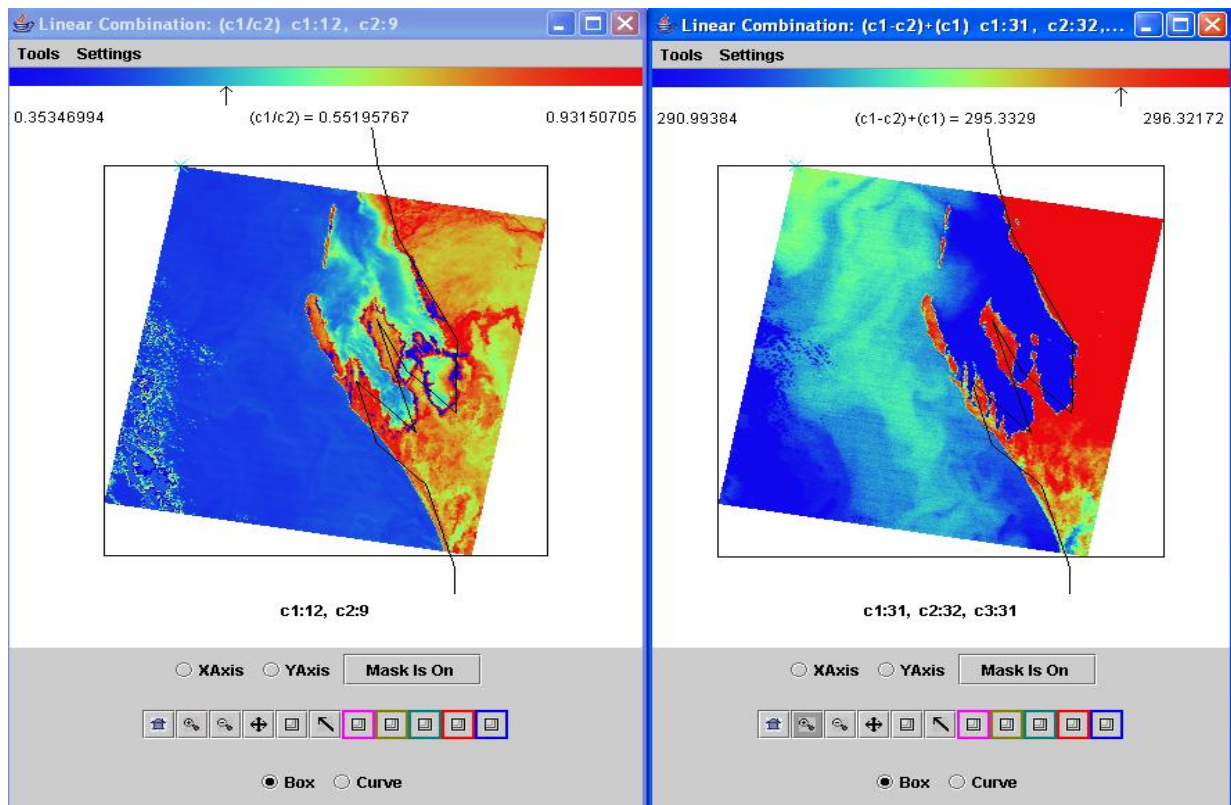 Linear Combination: (c1/c2) c1:12, c2:9
Tools Settings
0.35346994 (c1/c2) = 0.55195767 0.93150705
c1:12, c2:9
XAxis YAxis Mask Is On
Box Curve
Linear Combination: (c1-c2)+(c1) c1:31, c2:32,...
Tools Settings
290.99384 (c1-c2)+(c1) = 295.3329 296.32172
c1:31, c2:32, c3:31
XAxis YAxis Mask Is On
Box Curve